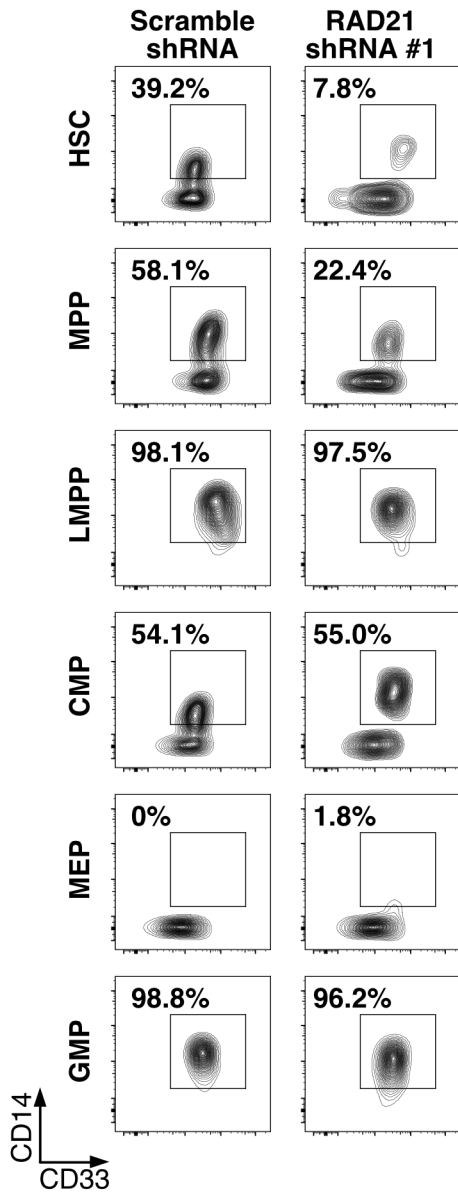 Scramble shRNA
RAD21 shRNA #1
HSC
39.2%
7.8%
MPP
58.1%
22.4%
LMPP
98.1%
97.5%
CMP
54.1%
55.0%
MEP
0%
1.8%
GMP
98.8%
96.2%
CD14
CD33